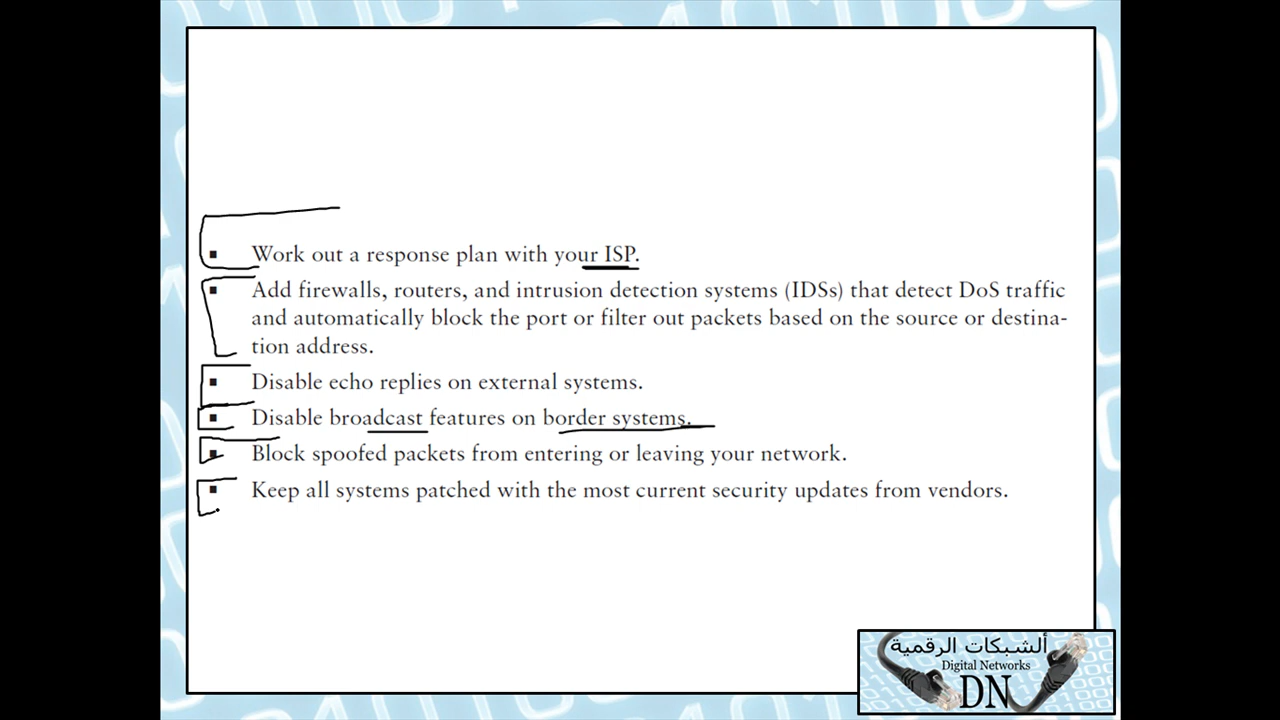 ▪ Work out a response plan with your ISP.
▪ Add firewalls, routers, and intrusion detection systems (IDSs) that detect DoS traffic
and automatically block the port or filter out packets based on the source or destina-
tion address.
▪ Disable echo replies on external systems.
▪ Disable broadcast features on border systems.
▪ Block spoofed packets from entering or leaving your network.
▪ Keep all systems patched with the most current security updates from vendors.
ألشبكات الرقمية
Digital Networks
DN